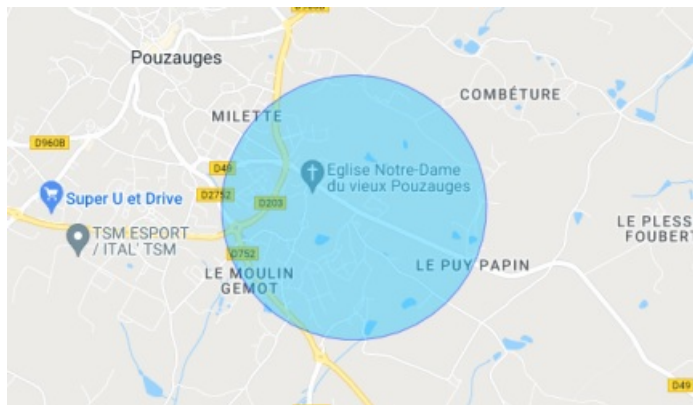 Pouzauges
COMBÉTURE
MILETTE
D960B
D49
Eglise Notre-Dame
du vieux Pouzauges
D2752
D203
Super U et Drive
TSM ESPORT
/ ITAL' TSM
D752
LE PUY PAPIN
LE MOULIN
GEMOT
LE PLESS
FOUBERT
D49